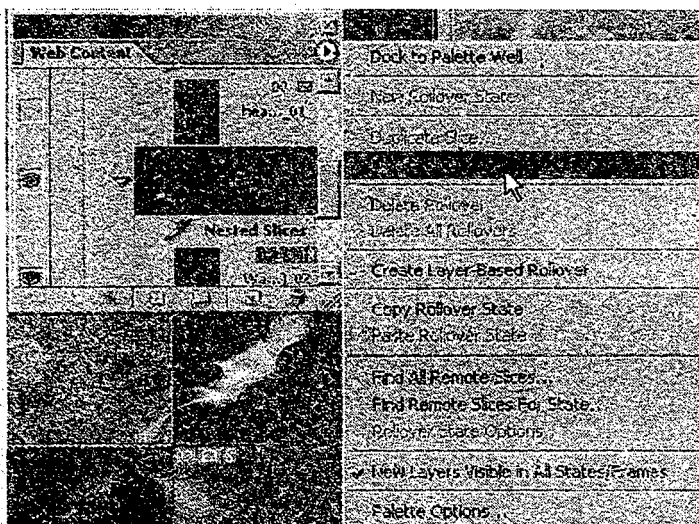 Web Content
hea..._01
Nested Slices
Dock to Palette Well
New Rollover State
Duplicate Slice
Delete Rollover
Delete All Rollovers
Create Layer-Based Rollover
Copy Rollover State
Paste Rollover State
Find All Remote Slices...
Find Remote Slices For State...
Rollover State Options...
New Layers Visible in All States/Frames
Palette Options...